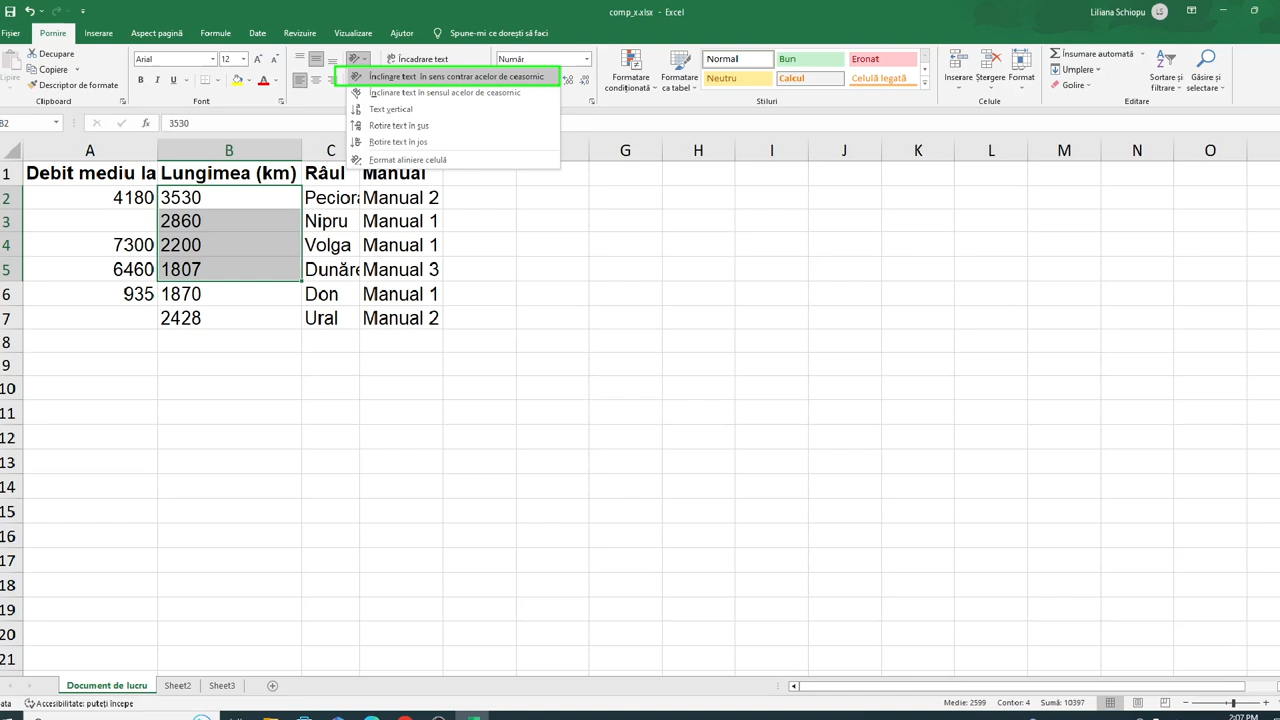 comp_x.xlsx - Excel
Liliana Schiopu LS
Fișier Pornire Inserare Aspect pagină Formule Date Revizuire Vizualizare Ajutor Spune-mi ce dorești să faci
Decupare
Copiere
Descriptor de formate
Clipboard
Arial 12
B I U
Font
Încadrare text
Număr
Înclinare text în sens contrar acelor de ceasornic
Înclinare text în sensul acelor de ceasornic
Text vertical
Rotire text în sus
Rotire text în jos
Format aliniere celulă
Formatare condiționată
Formatare ca tabel
Normal Bun Eronat
Neutru Calcul Celulă legată
Stiluri
Inserare Ștergere Format
Celule
Însumare automată
Umplere
Golire
Sortare și filtrare
Găsire și selectare
Editare
B2 fx 3530
A B C G H I J K L M N O
1 Debit mediu la Lungimea (km) Râul Manual
2 4180 3530 Pecior Manual 2
3 2860 Nipru Manual 1
4 7300 2200 Volga Manual 1
5 6460 1807 Dunăre Manual 3
6 935 1870 Don Manual 1
7 2428 Ural Manual 2
8
9
10
11
12
13
14
15
16
17
18
19
20
21
Document de lucru Sheet2 Sheet3
ata Accesibilitate: puteți începe Medie: 2599 Contor: 4 Sumă: 10397
2:07 PM